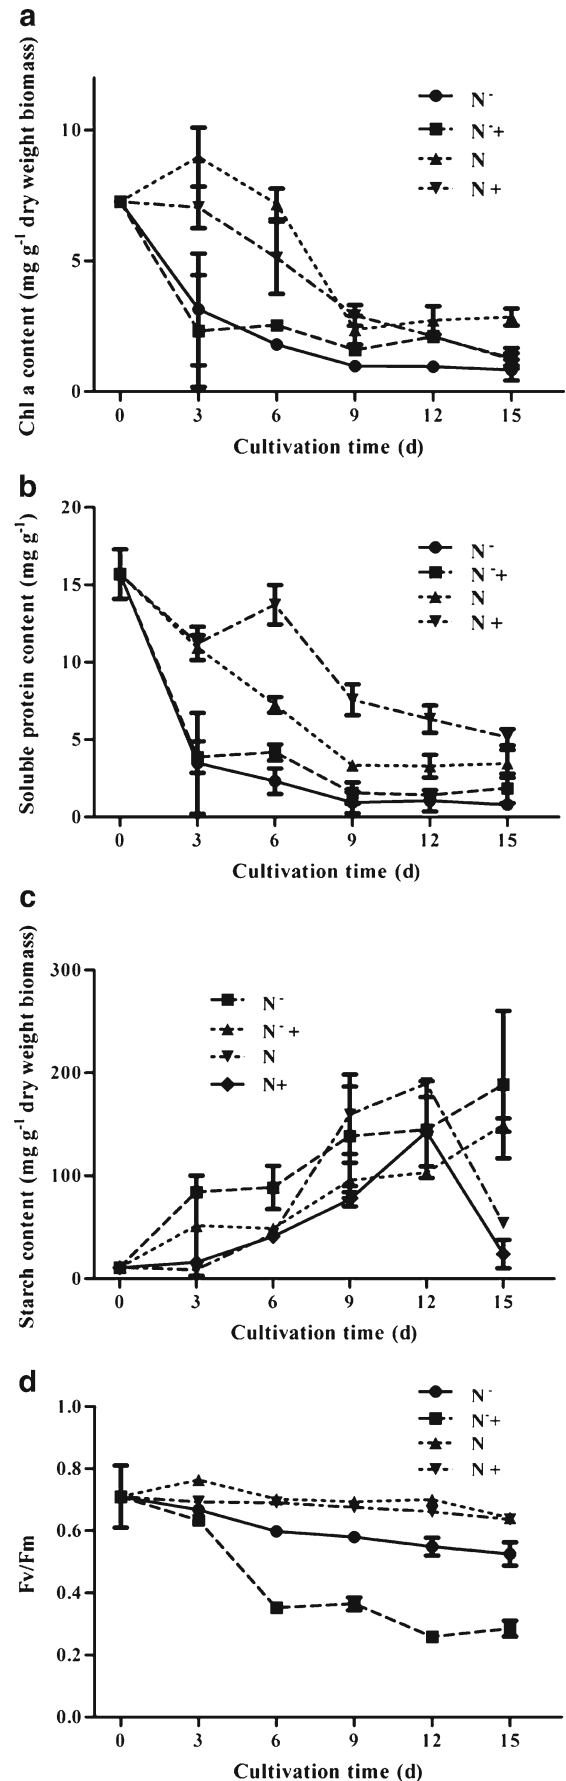 a
Chl a content (mg g⁻¹ dry weight biomass)
10
5
0
N⁻
N⁻+
N
N+
0 3 6 9 12 15
Cultivation time (d)
b
Soluble protein content (mg g⁻¹)
20
15
10
5
0
N⁻
N⁻+
N
N+
0 3 6 9 12 15
Cultivation time (d)
c
Starch content (mg g⁻¹ dry weight biomass)
300
200
100
0
N⁻
N⁻+
N
N+
0 3 6 9 12 15
Cultivation time (d)
d
Fv/Fm
1.0
0.8
0.6
0.4
0.2
0.0
N⁻
N⁻+
N
N+
0 3 6 9 12 15
Cultivation time (d)